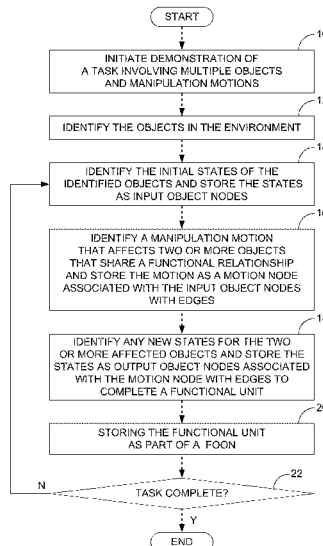 START
INITIATE DEMONSTRATION OF
A TASK INVOLVING MULTIPLE OBJECTS
AND MANIPULATION MOTIONS
IDENTIFY THE OBJECTS IN THE ENVIRONMENT
IDENTIFY THE INITIAL STATES OF THE
IDENTIFIED OBJECTS AND STORE THE STATES
AS INPUT OBJECT NODES
IDENTIFY A MANIPULATION MOTION
THAT AFFECTS TWO OR MORE OBJECTS
THAT SHARE A FUNCTIONAL RELATIONSHIP
AND STORE THE MOTION AS A MOTION NODE
ASSOCIATED WITH THE INPUT OBJECT NODES
WITH EDGES
IDENTIFY ANY NEW STATES FOR THE TWO
OR MORE AFFECTED OBJECTS AND STORE THE
STATES AS OUTPUT OBJECT NODES ASSOCIATED
WITH THE MOTION NODE WITH EDGES TO
COMPLETE A FUNCTIONAL UNIT
STORING THE FUNCTIONAL UNIT
AS PART OF A FOON
22
N
TASK COMPLETE?
Y
END